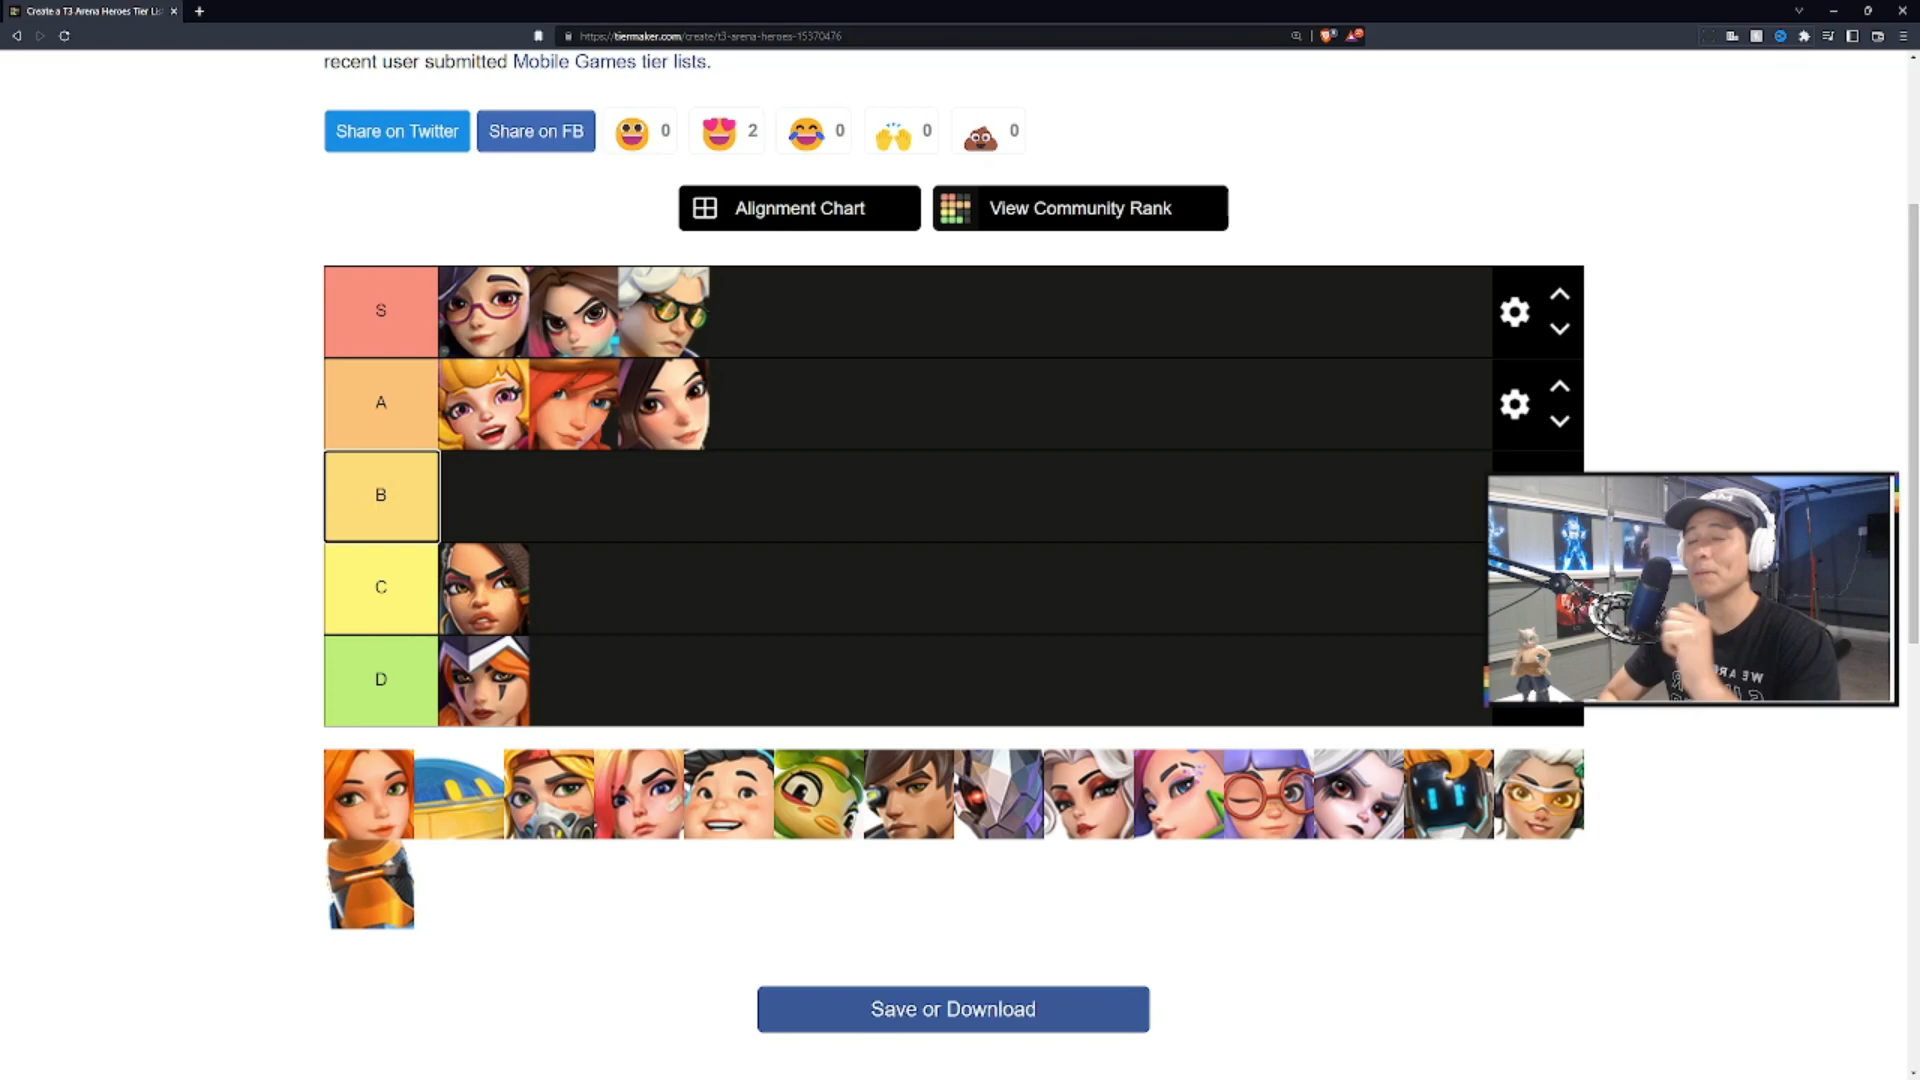 Create a T3 Arena Heroes Tier Lis
https://tiermaker.com/create/t3-arena-heroes-15370476
recent user submitted Mobile Games tier lists.
Share on Twitter
Share on FB
0
2
0
0
0
Alignment Chart
View Community Rank
S
A
B
C
D
WE ARE
Save or Download